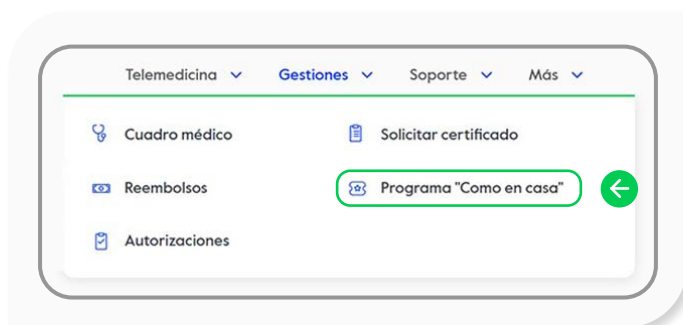 Telemedicina Gestiones Soporte Más
Cuadro médico Solicitar certificado
Reembolsos Programa "Como en casa"
Autorizaciones